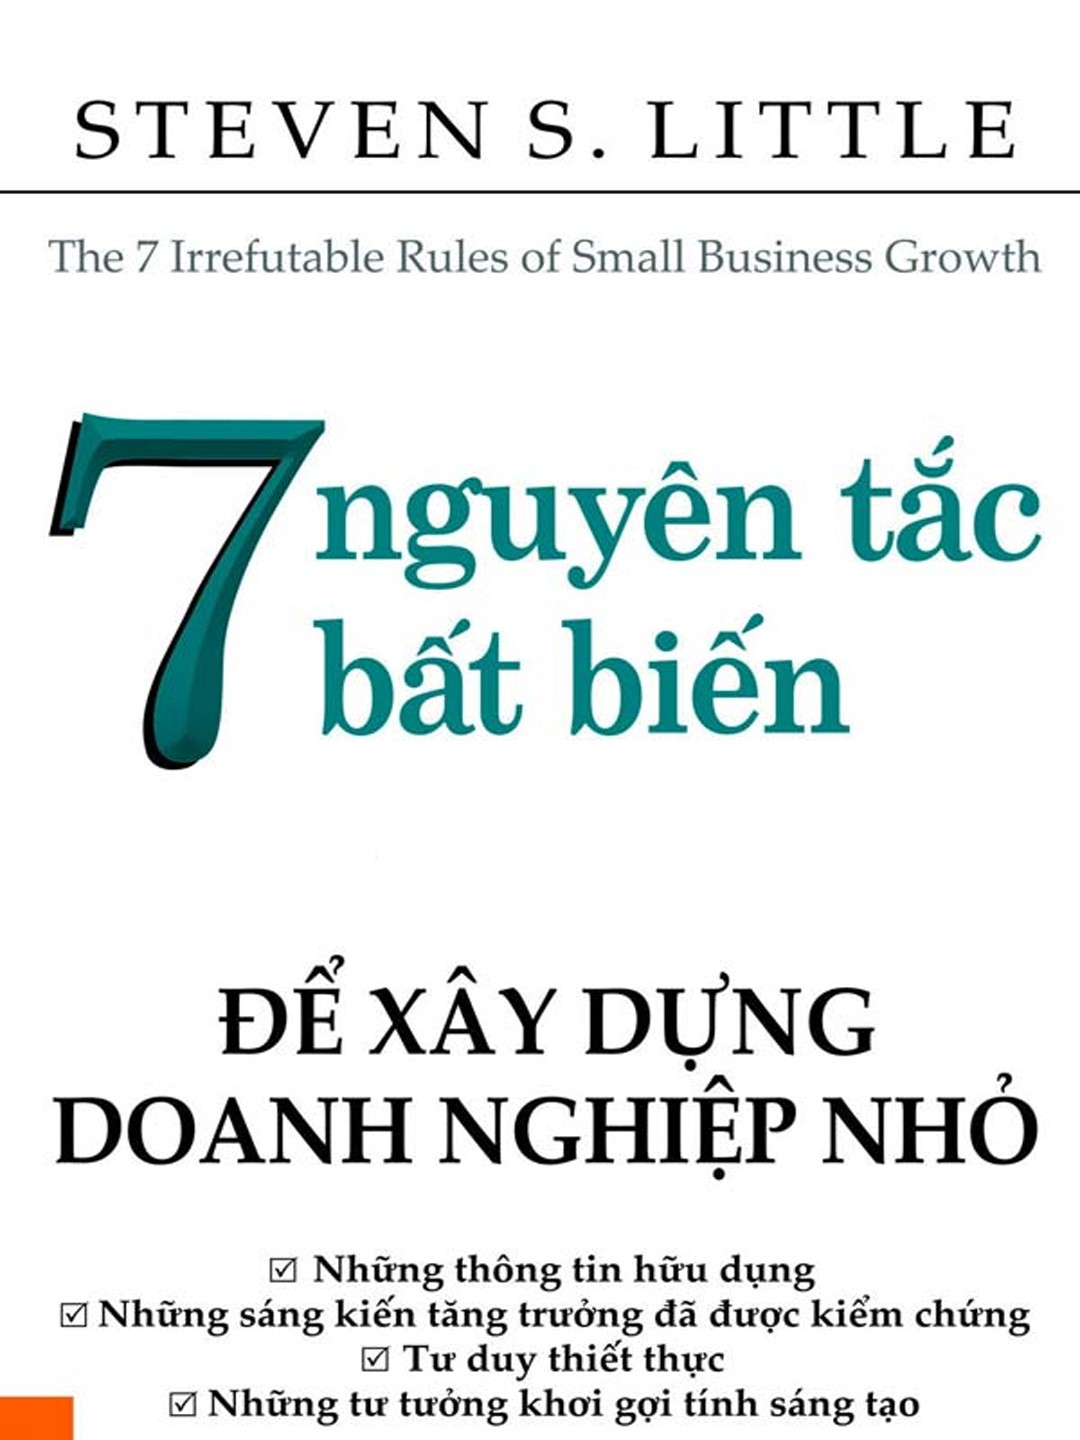 STEVEN S. LITTLE
The 7 Irrefutable Rules of Small Business Growth
7 nguyên tắc
bất biến
ĐỂ XÂY DỰNG
DOANH NGHIỆP NHỎ
☑ Những thông tin hữu dụng
☑ Những sáng kiến tăng trưởng đã được kiểm chứng
☑ Tư duy thiết thực
☑ Những tư tưởng khơi gợi tính sáng tạo